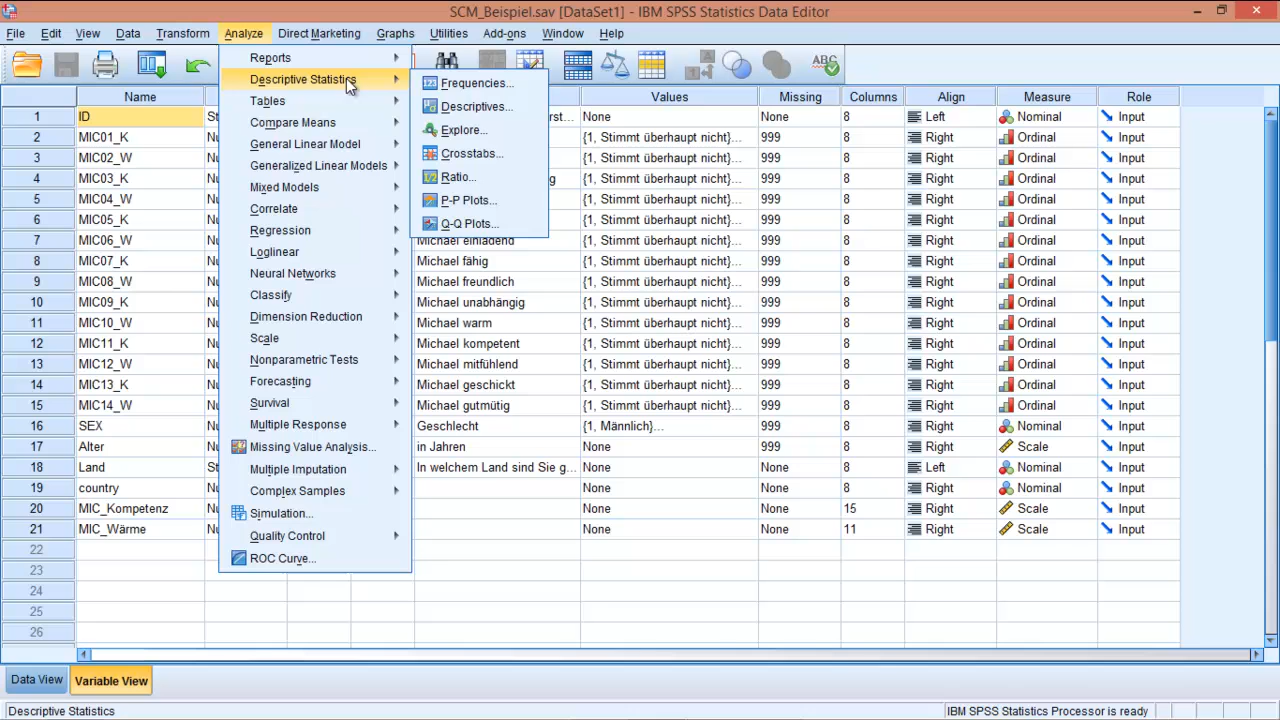 SCM_Beispiel.sav [DataSet1] - IBM SPSS Statistics Data Editor
File Edit View Data Transform Analyze Direct Marketing Graphs Utilities Add-ons Window Help
Reports
Descriptive Statistics
Tables
Compare Means
General Linear Model
Generalized Linear Models
Mixed Models
Correlate
Regression
Loglinear
Neural Networks
Classify
Dimension Reduction
Scale
Nonparametric Tests
Forecasting
Survival
Multiple Response
Missing Value Analysis...
Multiple Imputation
Complex Samples
Simulation...
Quality Control
ROC Curve...
Frequencies...
Descriptives...
Explore...
Crosstabs...
Ratio...
P-P Plots...
Q-Q Plots...
ABC
Name Values Missing Columns Align Measure Role
1 ID None 8 Left Nominal Input
2 MIC01_K {1, Stimmt überhaupt nicht}... 999 8 Right Ordinal Input
3 MIC02_W {1, Stimmt überhaupt nicht}... 999 8 Right Ordinal Input
4 MIC03_K {1, Stimmt überhaupt nicht}... 999 8 Right Ordinal Input
5 MIC04_W {1, Stimmt überhaupt nicht}... 999 8 Right Ordinal Input
6 MIC05_K {1, Stimmt überhaupt nicht}... 999 8 Right Ordinal Input
7 MIC06_W Michael einladend {1, Stimmt überhaupt nicht}... 999 8 Right Ordinal Input
8 MIC07_K Michael fähig {1, Stimmt überhaupt nicht}... 999 8 Right Ordinal Input
9 MIC08_W Michael freundlich {1, Stimmt überhaupt nicht}... 999 8 Right Ordinal Input
10 MIC09_K Michael unabhängig {1, Stimmt überhaupt nicht}... 999 8 Right Ordinal Input
11 MIC10_W Michael warm {1, Stimmt überhaupt nicht}... 999 8 Right Ordinal Input
12 MIC11_K Michael kompetent {1, Stimmt überhaupt nicht}... 999 8 Right Ordinal Input
13 MIC12_W Michael mitfühlend {1, Stimmt überhaupt nicht}... 999 8 Right Ordinal Input
14 MIC13_K Michael geschickt {1, Stimmt überhaupt nicht}... 999 8 Right Ordinal Input
15 MIC14_W Michael gutmütig {1, Stimmt überhaupt nicht}... 999 8 Right Ordinal Input
16 SEX Geschlecht {1, Männlich}... None 8 Right Nominal Input
17 Alter in Jahren None 999 8 Right Scale Input
18 Land In welchem Land sind Sie g... None None 8 Left Nominal Input
19 country None None 8 Right Nominal Input
20 MIC_Kompetenz None None 15 Right Scale Input
21 MIC_Wärme None None 11 Right Scale Input
22
23
24
25
26
Data View Variable View
Descriptive Statistics IBM SPSS Statistics Processor is ready